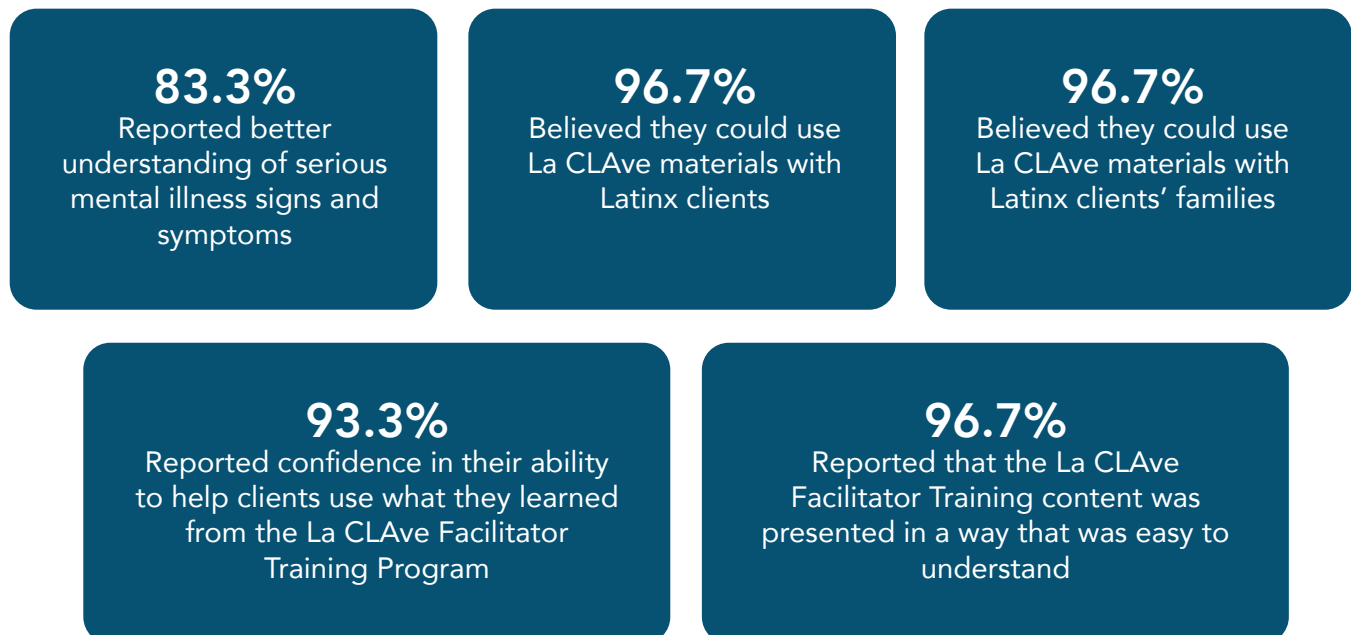 83.3%
Reported better
understanding of serious
mental illness signs and
symptoms
96.7%
Believed they could use
La CLAve materials with
Latinx clients
96.7%
Believed they could use
La CLAve materials with
Latinx clients’ families
93.3%
Reported confidence in their ability
to help clients use what they learned
from the La CLAve Facilitator
Training Program
96.7%
Reported that the La CLAve
Facilitator Training content was
presented in a way that was easy to
understand